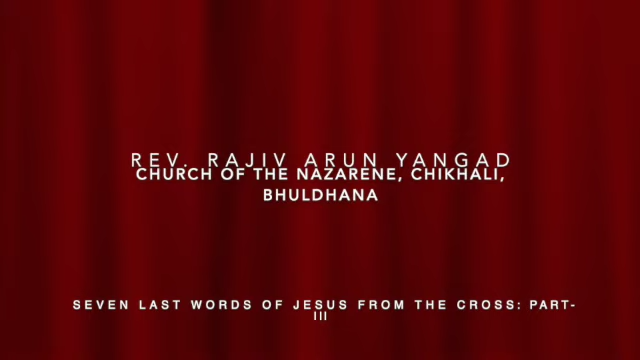 REV. RAJIV ARUN YANGAD
CHURCH OF THE NAZARENE, CHIKHALI,
BHULDHANA
SEVEN LAST WORDS OF JESUS FROM THE CROSS: PART-
III